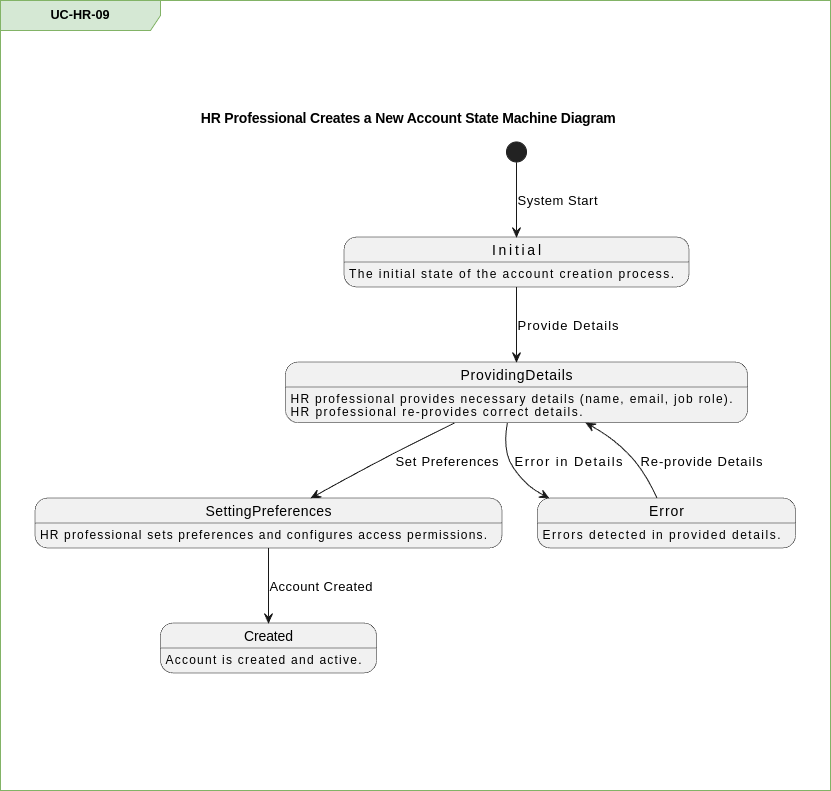 UC-HR-09
HR Professional Creates a New Account State Machine Diagram
System Start
Initial
The initial state of the account creation process.
Provide Details
ProvidingDetails
HR professional provides necessary details (name, email, job role).
HR professional re-provides correct details.
Set Preferences
Error in Details
Re-provide Details
SettingPreferences
HR professional sets preferences and configures access permissions.
Error
Errors detected in provided details.
Account Created
Created
Account is created and active.